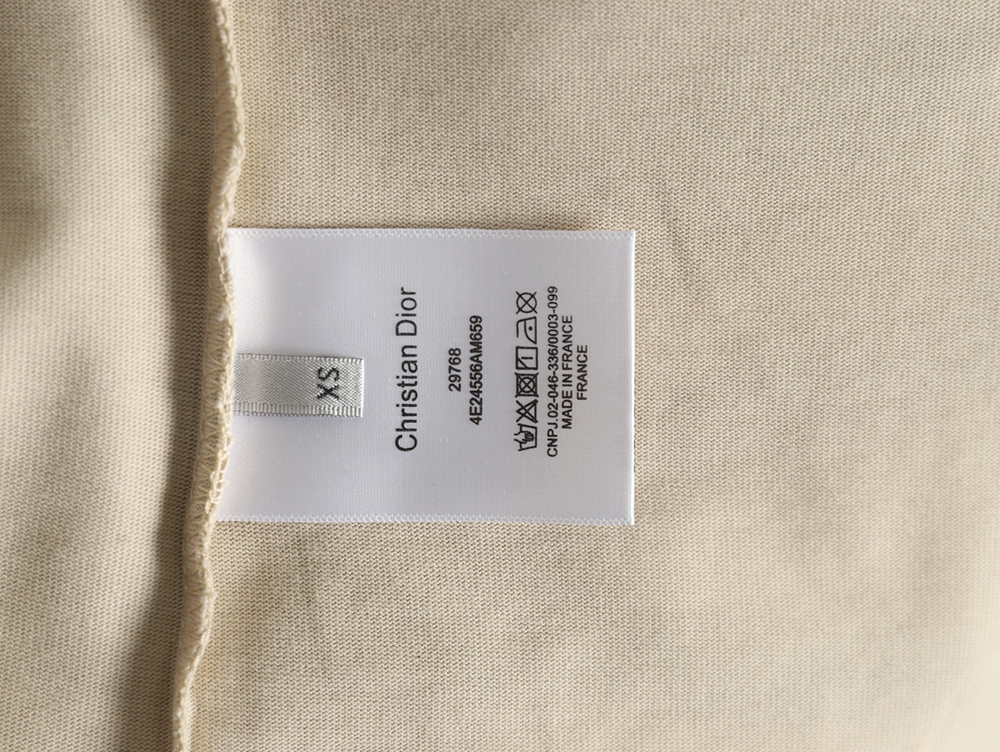 XS
Christian Dior
29768
4E24556AM659
CNPJ.02-046-336/0003-099
MADE IN FRANCE
FRANCE